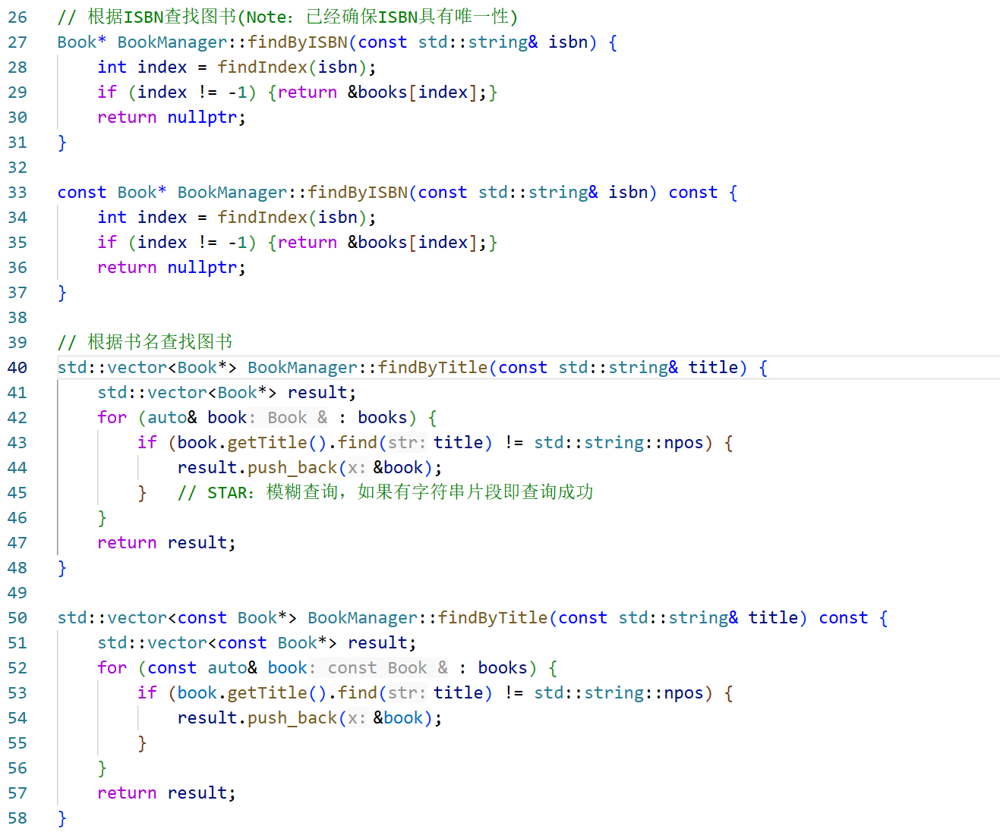 26 // 根据ISBN查找图书(Note：已经确保ISBN具有唯一性)
27 Book* BookManager::findByISBN(const std::string& isbn) {
28     int index = findIndex(isbn);
29     if (index != -1) {return &books[index];}
30     return nullptr;
31 }
32
33 const Book* BookManager::findByISBN(const std::string& isbn) const {
34     int index = findIndex(isbn);
35     if (index != -1) {return &books[index];}
36     return nullptr;
37 }
38
39 // 根据书名查找图书
40 std::vector<Book*> BookManager::findByTitle(const std::string& title) {
41     std::vector<Book*> result;
42     for (auto& book: Book & : books) {
43         if (book.getTitle().find(str: title) != std::string::npos) {
44             result.push_back(x: &book);
45         }   // STAR：模糊查询，如果有字符串片段即查询成功
46     }
47     return result;
48 }
49
50 std::vector<const Book*> BookManager::findByTitle(const std::string& title) const {
51     std::vector<const Book*> result;
52     for (const auto& book: const Book & : books) {
53         if (book.getTitle().find(str: title) != std::string::npos) {
54             result.push_back(x: &book);
55         }
56     }
57     return result;
58 }